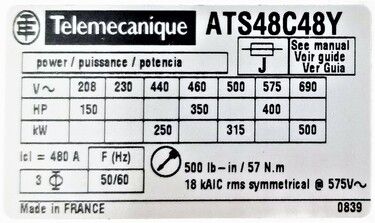 Telemecanique ATS48C48Y
power / puissance / potencia
J
See manual
Voir guide
Ver Guia
V~ 208 230 440 460 500 575 690
HP 150 350 400
kW 250 315 500
Icl = 480 A F (Hz)
3 Φ 50/60
500 lb-in / 57 N.m
18 kAIC rms symmetrical @ 575V~
Made in FRANCE 0839